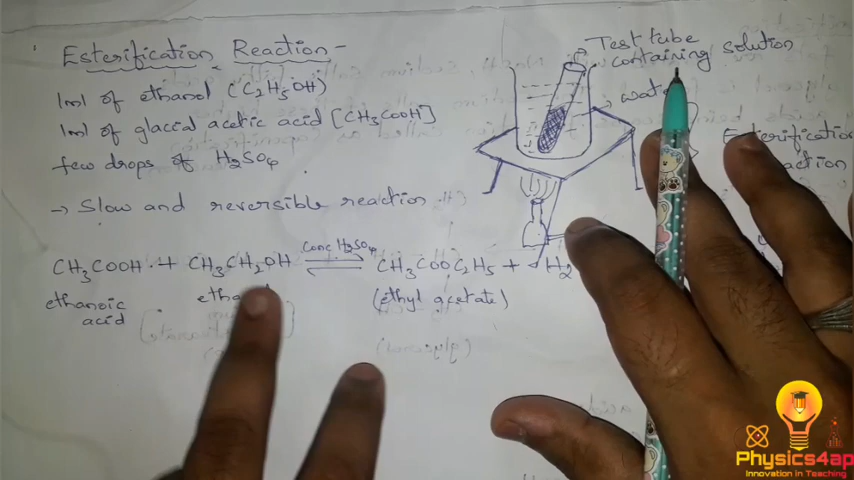 Esterification Reaction -
1ml of ethanol (C2H5OH)
1ml of glacial acetic acid [CH3COOH]
few drops of H2SO4
→ Slow and reversible reaction
CH3COOH + CH3CH2OH ⇌ CH3COOC2H5 + H2
Conc H2SO4
ethanoic acid
(ethyl acetate)
Test tube
containing solution
Esterification
Physics4ap
Innovation in Teaching